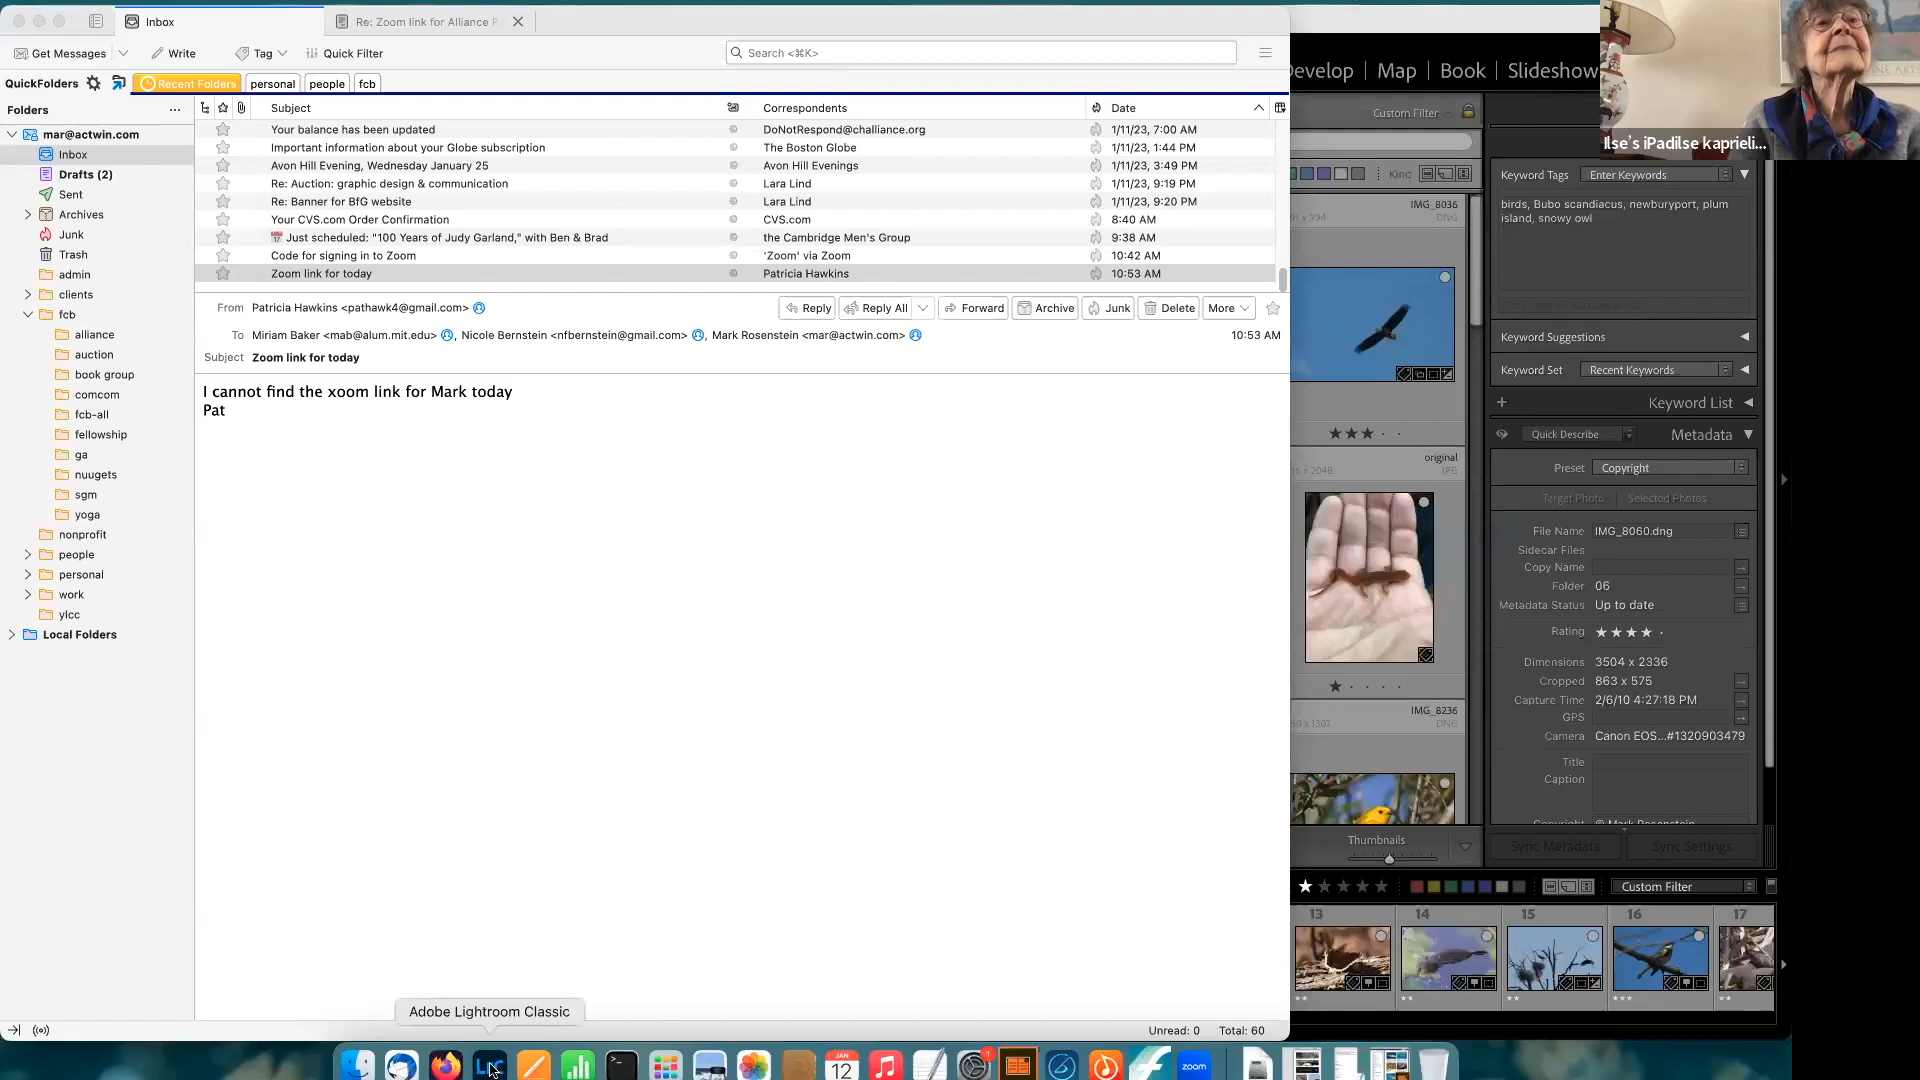 Inbox
Re: Zoom link for Alliance P
Get Messages
Write
Tag
Quick Filter
Search <⌘K>
QuickFolders
Recent Folders
personal
people
fcb
Folders
Subject
Correspondents
Date
mar@actwin.com
Inbox
Drafts (2)
Sent
Archives
Junk
Trash
admin
clients
fcb
alliance
auction
book group
comcom
fcb-all
fellowship
ga
nuugets
sgm
yoga
nonprofit
people
personal
work
ylcc
Local Folders
Your balance has been updated DoNotRespond@challiance.org 1/11/23, 7:00 AM
Important information about your Globe subscription The Boston Globe 1/11/23, 1:44 PM
Avon Hill Evening, Wednesday January 25 Avon Hill Evenings 1/11/23, 3:49 PM
Re: Auction: graphic design & communication Lara Lind 1/11/23, 9:19 PM
Re: Banner for BfG website Lara Lind 1/11/23, 9:20 PM
Your CVS.com Order Confirmation CVS.com 8:40 AM
Just scheduled: "100 Years of Judy Garland," with Ben & Brad the Cambridge Men's Group 9:38 AM
Code for signing in to Zoom 'Zoom' via Zoom 10:42 AM
Zoom link for today Patricia Hawkins 10:53 AM
From Patricia Hawkins <pathawk4@gmail.com>
Reply
Reply All
Forward
Archive
Junk
Delete
More
To Miriam Baker <mab@alum.mit.edu> , Nicole Bernstein <nfbernstein@gmail.com> , Mark Rosenstein <mar@actwin.com> 10:53 AM
Subject Zoom link for today
I cannot find the xoom link for Mark today
Pat
Adobe Lightroom Classic
Unread: 0 Total: 60
JAN
12
1
zoom
Develop
Map
Book
Slideshow
Ilse's iPadilse kaprieli...
Custom Filter
Kind
IMG_8036
DNG
original
JPG
IMG_8236
DNG
Keyword Tags Enter Keywords
birds, Bubo scandiacus, newburyport, plum
island, snowy owl
Keyword Suggestions
Keyword Set Recent Keywords
+ Keyword List
Quick Describe Metadata
Preset Copyright
Target Photo Selected Photos
File Name IMG_8060.dng
Sidecar Files
Copy Name
Folder 06
Metadata Status Up to date
Rating
Dimensions 3504 x 2336
Cropped 863 x 575
Capture Time 2/6/10 4:27:18 PM
GPS
Camera Canon EOS...#1320903479
Title
Caption
Copyright © Mark Rosenstein
Thumbnails
Sync Metadata
Sync Settings
Custom Filter
13
14
15
16
17